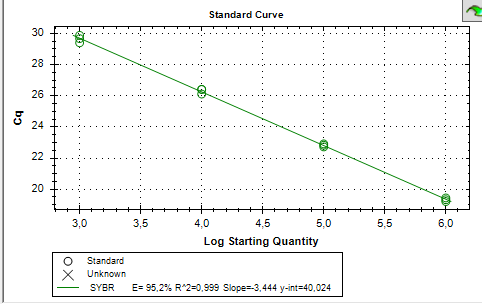 Standard Curve
30
28
26
24
22
20
Cq
3,0 3,5 4,0 4,5 5,0 5,5 6,0
Log Starting Quantity
Standard
Unknown
SYBR E= 95,2% R^2=0,999 Slope=-3,444 y-int=40,024